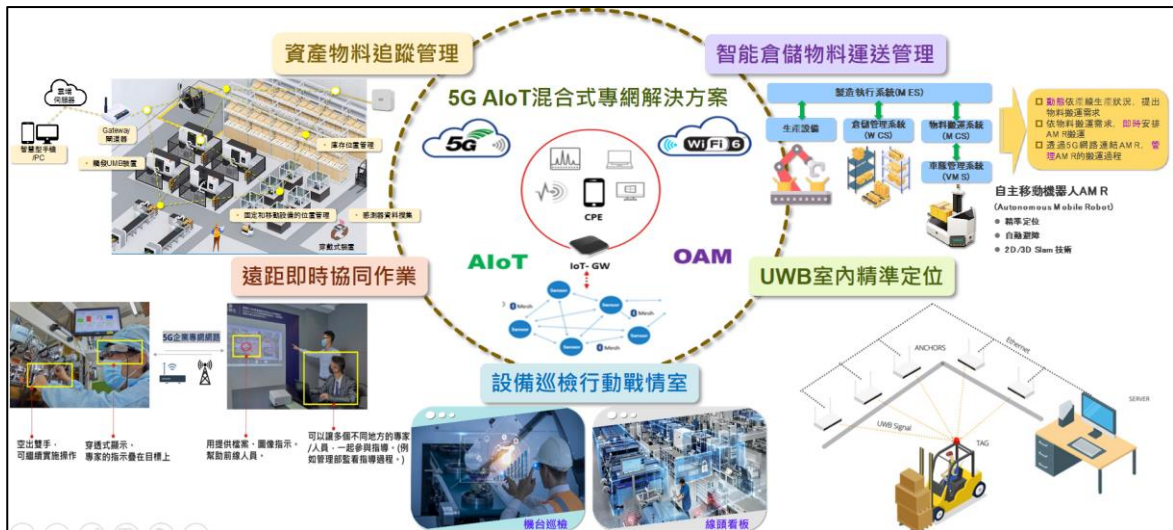 資產物料追蹤管理
雲端
伺服器
Gateway
閘道器
智慧型手機
/PC
• 觸發UWB裝置
• 庫存位置管理
• 固定和移動設備的位置管理
• 感測器資料搜集
穿戴式裝置
5G AIoT混合式專網解決方案
5G
Wi Fi 6
CPE
IoT- GW
AIoT
OAM
Sensor
Sensor
Sensor
Sensor
Sensor
Sensor
Mesh
Mesh
Mesh
智能倉儲物料運送管理
製造執行系統(MES)
生產設備
倉儲管理系統
(WCS)
物料搬運系統
(MCS)
車輛管理系統
(VMS)
動態依產線生產狀況，提出
物料搬運需求
依物料搬運需求，即時安排
AMR搬運
透過5G網路連結AMR，管
理AMR的搬運過程
自主移動機器人AMR
(Autonomous Mobile Robot)
● 精準定位
● 自動避障
● 2D/3D Slam 技術
遠距即時協同作業
5G企業專網網路
空出雙手，
可繼續實施操作
穿透式顯示，
專家的指示疊在目標上
用提供檔案、圖像指示。
幫助前線人員。
可以讓多個不同地方的專家
/人員，一起參與指導。(例
如管理部監看指導過程。)
設備巡檢行動戰情室
機台巡檢
線頭看板
UWB室內精準定位
Ethernet
ANCHORS
SERVER
UWB Signal
TAG